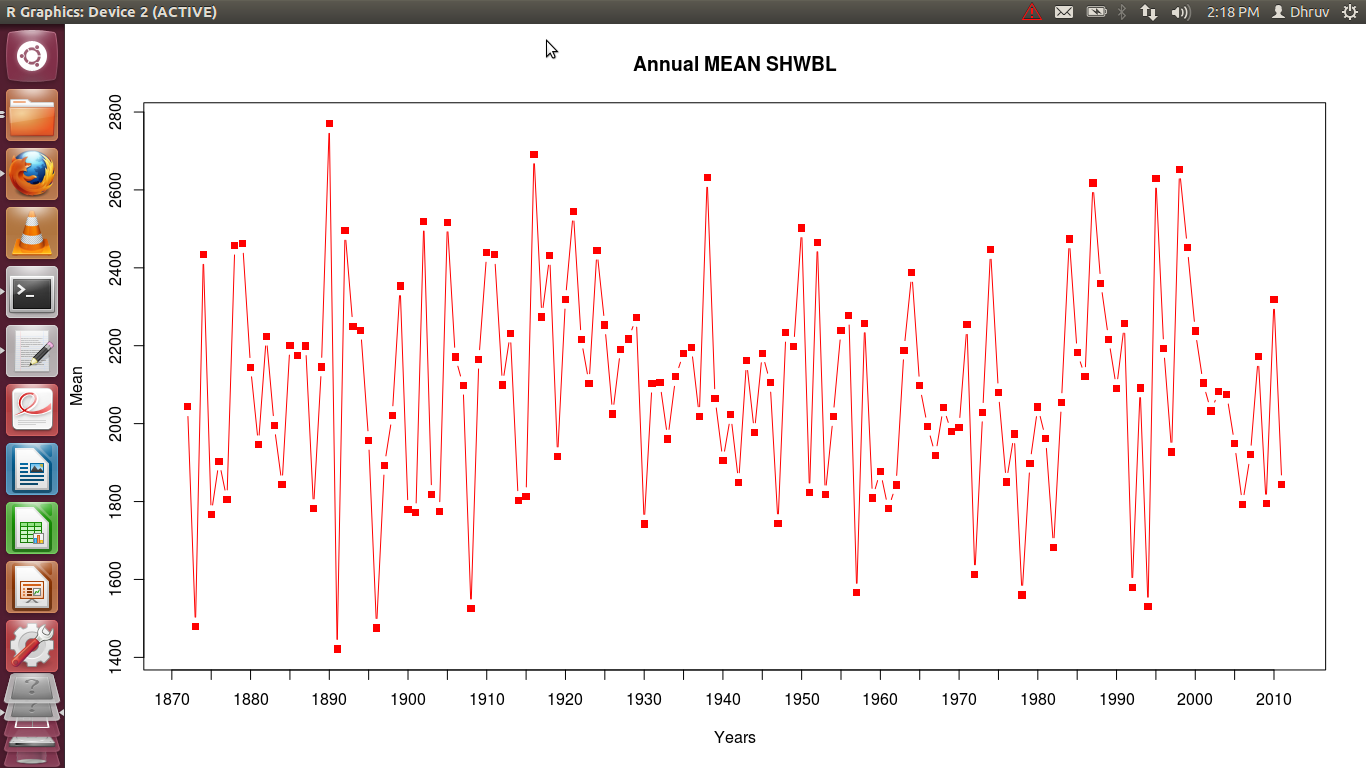 R Graphics: Device 2 (ACTIVE)
2:18 PM Dhruv
Annual MEAN SHWBL
2800
2600
2400
2200
2000
1800
1600
1400
Mean
1870 1880 1890 1900 1910 1920 1930 1940 1950 1960 1970 1980 1990 2000 2010
Years
>_
? 
?